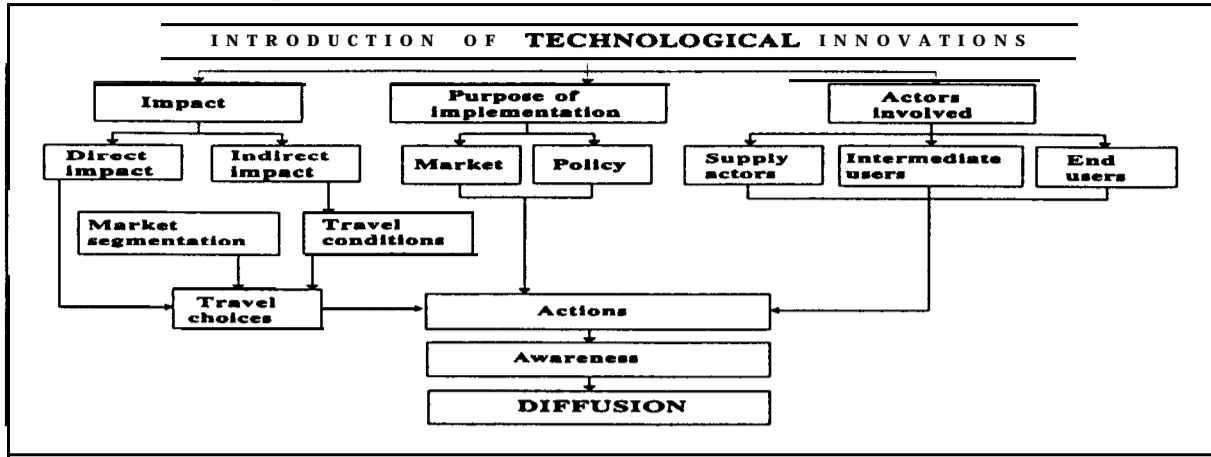 INTRODUCTION OF TECHNOLOGICAL INNOVATIONS
Impact
Purpose of
implementation
Actors
involved
Direct
impact
Indirect
impact
Market
Policy
Supply
actors
Intermediate
users
End
users
Market
segmentation
Travel
conditions
Travel
choices
Actions
Awareness
DIFFUSION